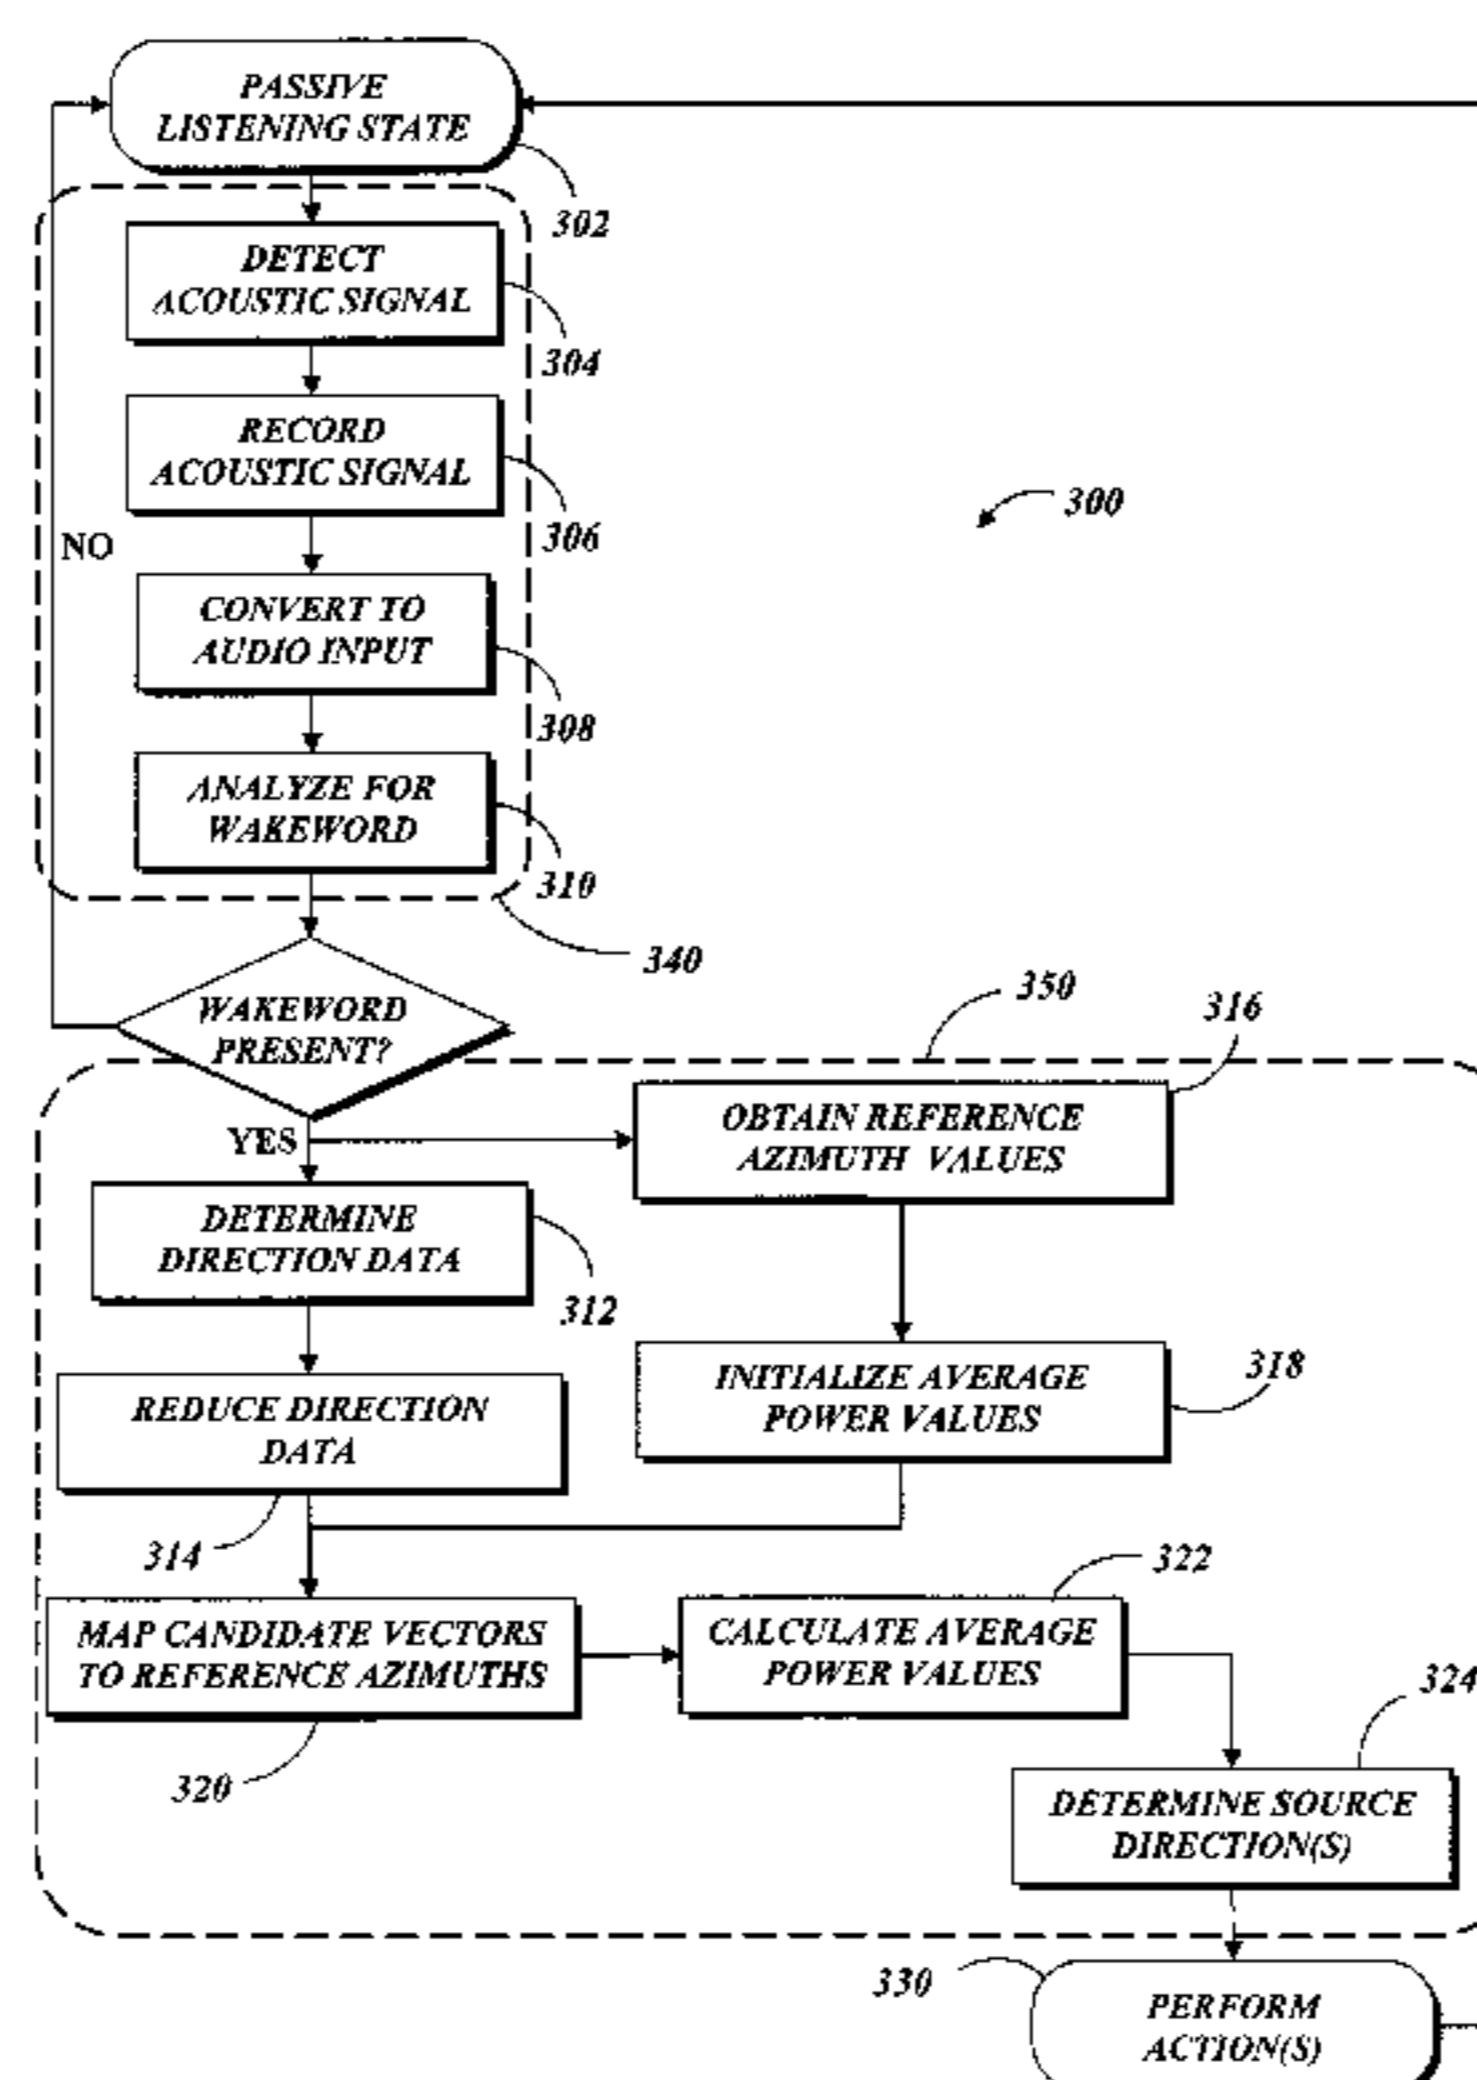 PASSIVE
LISTENING STATE
302
DETECT
ACOUSTIC SIGNAL
304
RECORD
ACOUSTIC SIGNAL
306
300
NO
CONVERT TO
AUDIO INPUT
308
ANALYZE FOR
WAKEWORD
310
340
WAKEWORD
PRESENT?
350
316
YES
OBTAIN REFERENCE
AZIMUTH VALUES
DETERMINE
DIRECTION DATA
312
INITIALIZE AVERAGE
POWER VALUES
318
REDUCE DIRECTION
DATA
314
322
MAP CANDIDATE VECTORS
TO REFERENCE AZIMUTHS
320
CALCULATE AVERAGE
POWER VALUES
324
DETERMINE SOURCE
DIRECTION(S)
330
PERFORM
ACTION(S)